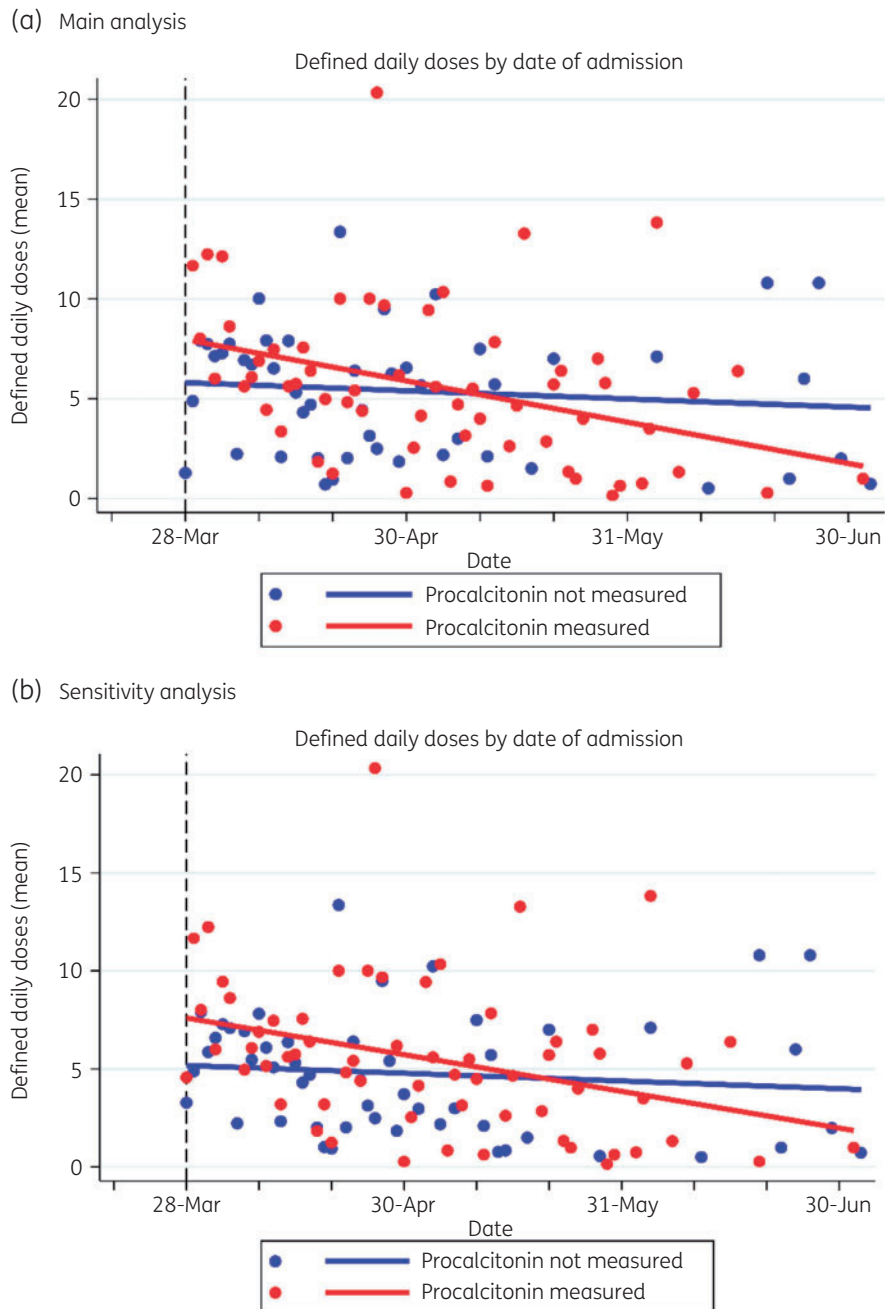 (a) Main analysis
Defined daily doses by date of admission
Defined daily doses (mean)
20
15
10
5
0
28-Mar 30-Apr 31-May 30-Jun
Date
Procalcitonin not measured
Procalcitonin measured
(b) Sensitivity analysis
Defined daily doses by date of admission
Defined daily doses (mean)
20
15
10
5
0
28-Mar 30-Apr 31-May 30-Jun
Date
Procalcitonin not measured
Procalcitonin measured